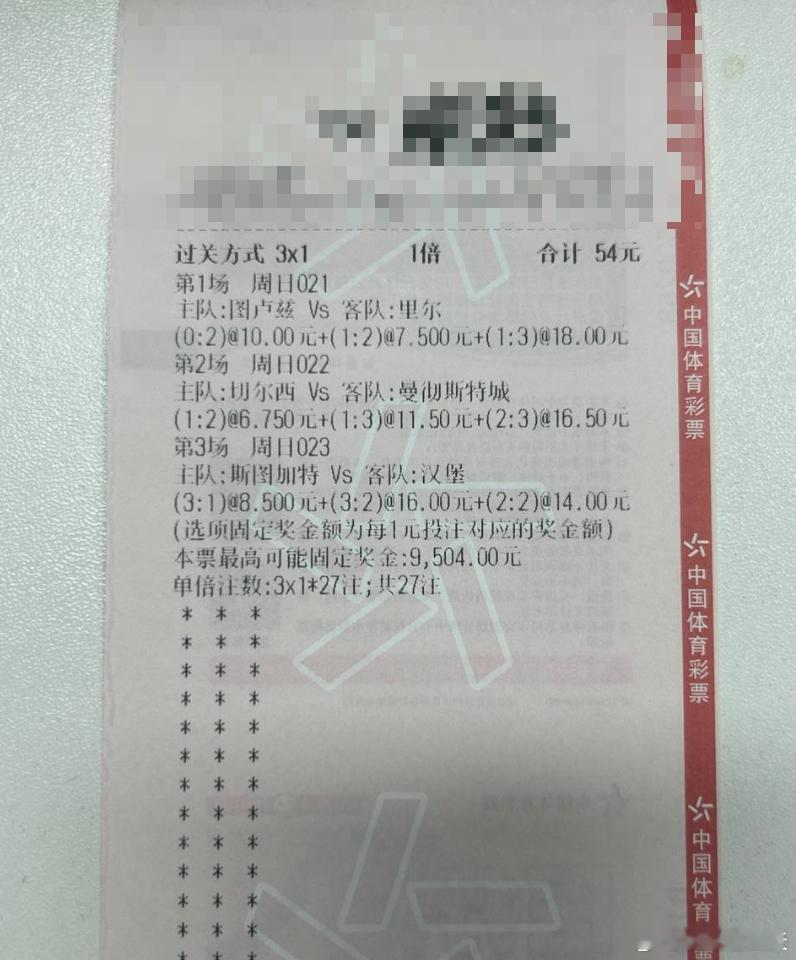 过关方式 3x1 1倍 合计 54元
第1场 周日021
主队:图卢兹 Vs 客队:里尔
(0:2)@10.00元+(1:2)@7.500元+(1:3)@18.00元
第2场 周日022
主队:切尔西 Vs 客队:曼彻斯特城
(1:2)@6.750元+(1:3)@11.50元+(2:3)@16.50元
第3场 周日023
主队:斯图加特 Vs 客队:汉堡
(3:1)@8.500元+(3:2)@16.00元+(2:2)@14.00元
(选项固定奖金额为每1元投注对应的奖金额)
本票最高可能固定奖金:9,504.00元
单倍注数:3x1*27注;共27注
* * *
* * *
* * *
* * *
* * *
* * *
* * *
* * *
* * *
* * *
* * *
* * *
* * *
中国体育彩票
中国体育彩票
中国体育票